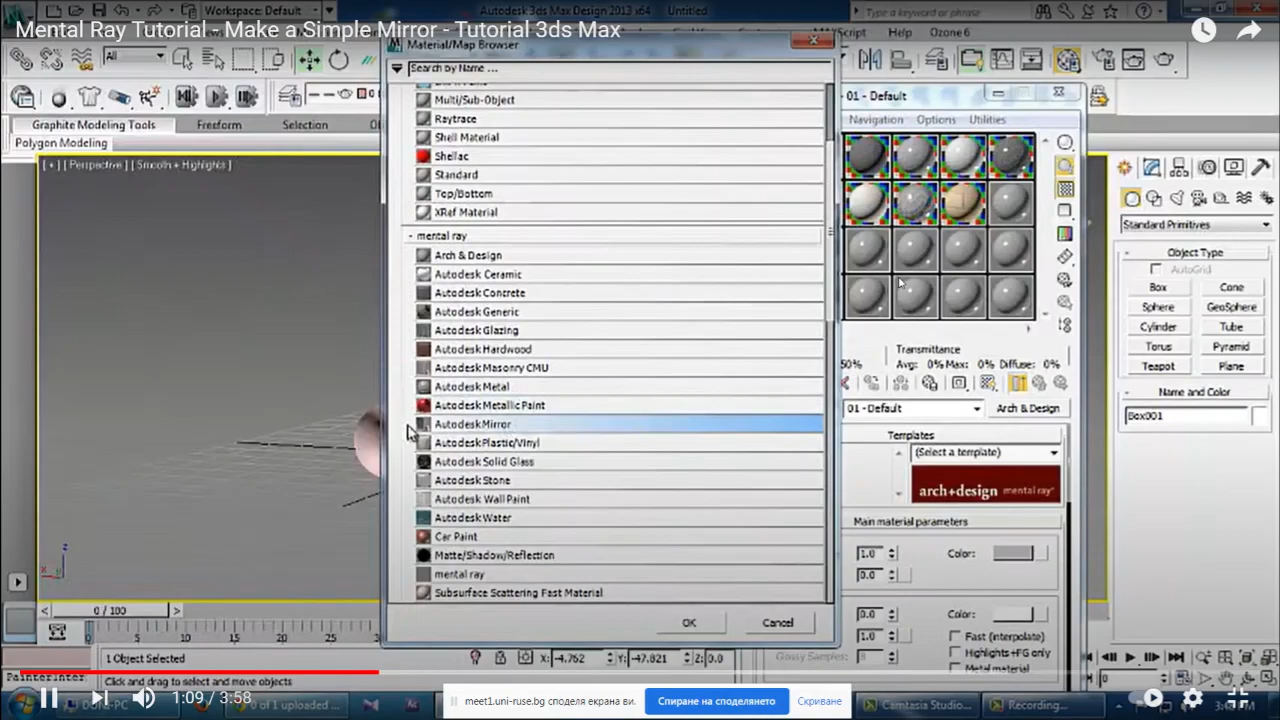 Mental Ray Tutorial - Make a Simple Mirror - Tutorial 3ds Max
Workspace: Default
Autodesk 3ds Max Design 2013 x64 Untitled
Type a keyword or phrase
Material/Map Browser
MAXScript Help Ozone 6
All
Search by Name ...
01 - Default
Navigation Options Utilities
Graphite Modeling Tools Freeform Selection
Polygon Modeling
[ + ] [ Perspective ] [ Smooth + Highlights ]
Multi/Sub-Object
Raytrace
Shell Material
Shellac
Standard
Top/Bottom
XRef Material
- mental ray
Arch & Design
Autodesk Ceramic
Autodesk Concrete
Autodesk Generic
Autodesk Glazing
Autodesk Hardwood
Autodesk Masonry CMU
Autodesk Metal
Autodesk Metallic Paint
Autodesk Mirror
Autodesk Plastic/Vinyl
Autodesk Solid Glass
Autodesk Stone
Autodesk Wall Paint
Autodesk Water
Car Paint
Matte/Shadow/Reflection
mental ray
Subsurface Scattering Fast Material
OK Cancel
50%
Transmittance
Avg: 0% Max: 0% Diffuse: 0%
01 - Default
Arch & Design
Templates
(Select a template)
arch+design mental ray
Main material parameters
1.0 Color:
0.0
0.0 Color:
1.0 Fast (interpolate)
Highlights+FG only
Glossy Samples: 8 Metal material
Standard Primitives
- Object Type
AutoGrid
Box Cone
Sphere GeoSphere
Cylinder Tube
Torus Pyramid
Teapot Plane
- Name and Color
Box001
z
x y
< 0 / 100 >
0 5 10 15 20 25
1 Object Selected
X: -4.762 Y: -47.821 Z: 0.0
Click and drag to select and move objects
0
1:09 / 3:58
1 of 0 uploaded ...
meet1.uni-ruse.bg споделя екрана ви.
Спиране на споделянето
Скриване
Camtasia Studio...
Recording...